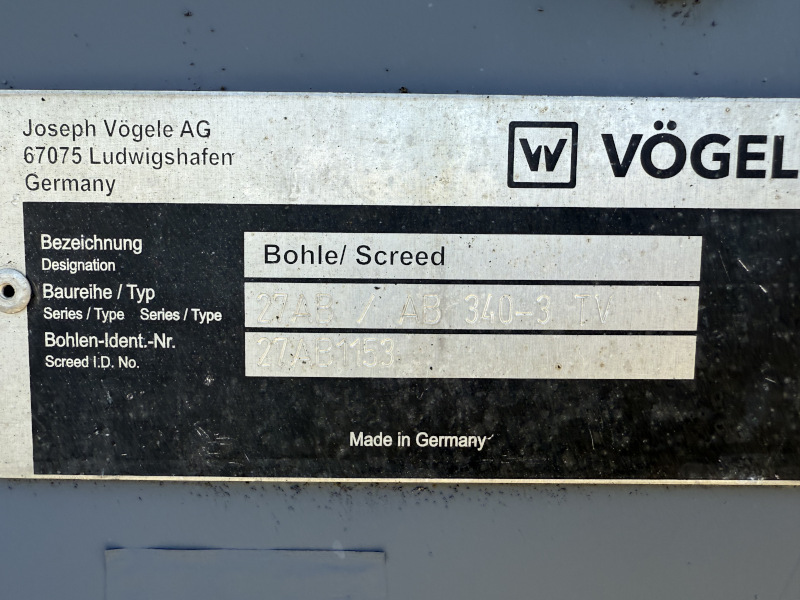 Joseph Vögele AG
67075 Ludwigshafen
Germany
VÖGEL
Bezeichnung
Designation
Bohle/ Screed
Baureihe / Typ
Series / Type Series / Type
27AB / AB 340-3 TV
Bohlen-Ident.-Nr.
Screed I.D. No.
27AB1153
Made in Germany